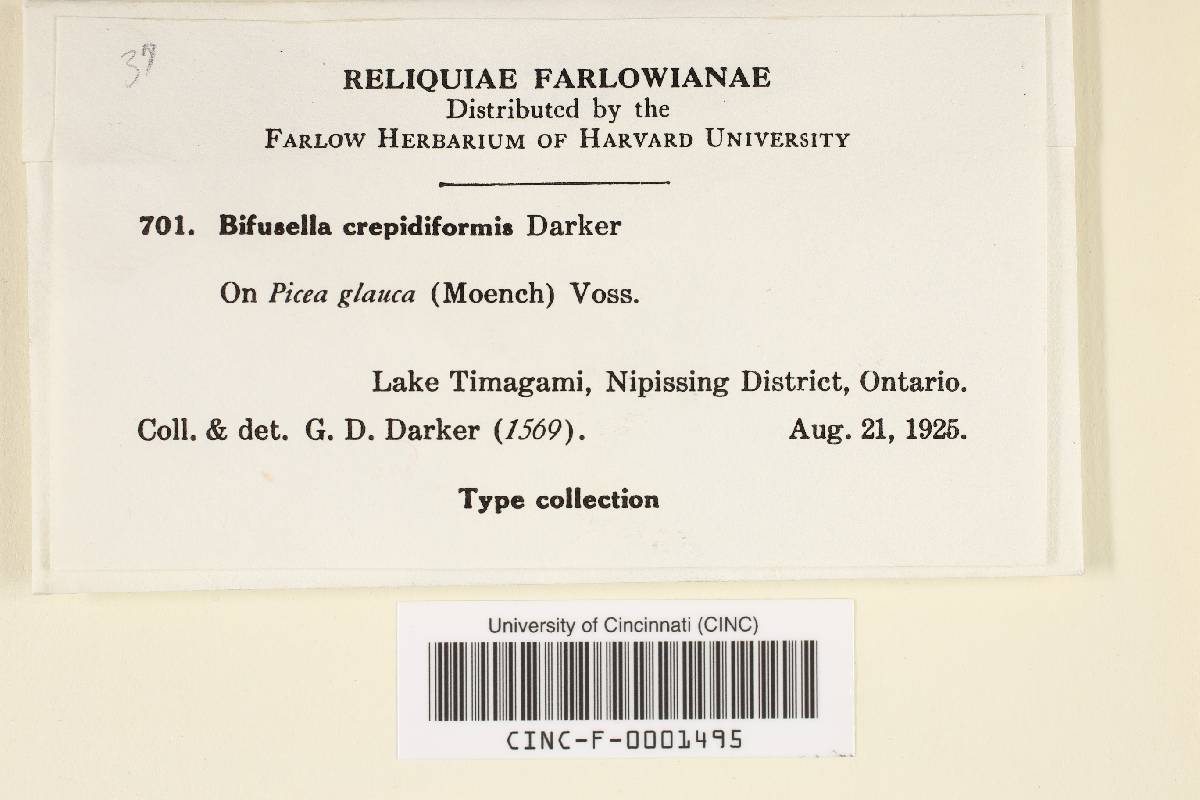 37
RELIQUIAE FARLOWIANAE
Distributed by the
FARLOW HERBARIUM OF HARVARD UNIVERSITY
701. Bifusella crepidiformis Darker
On Picea glauca (Moench) Voss.
Lake Timagami, Nipissing District, Ontario.
Coll. & det. G. D. Darker (1569). Aug. 21, 1925.
Type collection
University of Cincinnati (CINC)
CINC-F-0001495